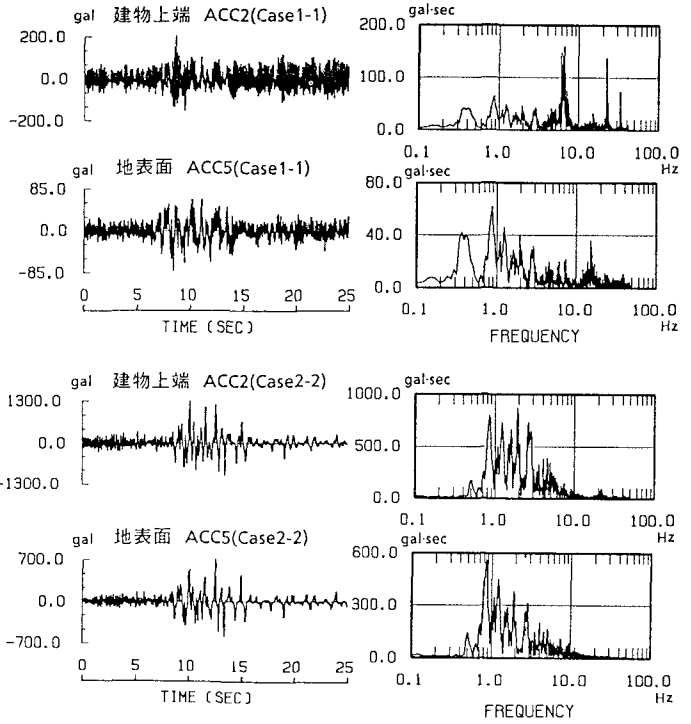 gal 建物上端 ACC2(Case1-1)
200.0
0.0
-200.0
gal·sec
200.0
100.0
0.0
0.1 1.0 10.0 100.0
Hz
地表面 ACC5(Case1-1)
85.0
0.0
-85.0
0 5 10 15 20 25
TIME (SEC)
gal·sec
80.0
40.0
0.0
0.1 1.0 10.0 100.0
Hz
FREQUENCY
gal 建物上端 ACC2(Case2-2)
1300.0
0.0
-1300.0
gal·sec
1000.0
500.0
0.0
0.1 1.0 10.0 100.0
Hz
gal 地表面 ACC5(Case2-2)
700.0
0.0
-700.0
0 5 10 15 20 25
TIME (SEC)
gal·sec
600.0
300.0
0.0
0.1 1.0 10.0 100.0
Hz
FREQUENCY